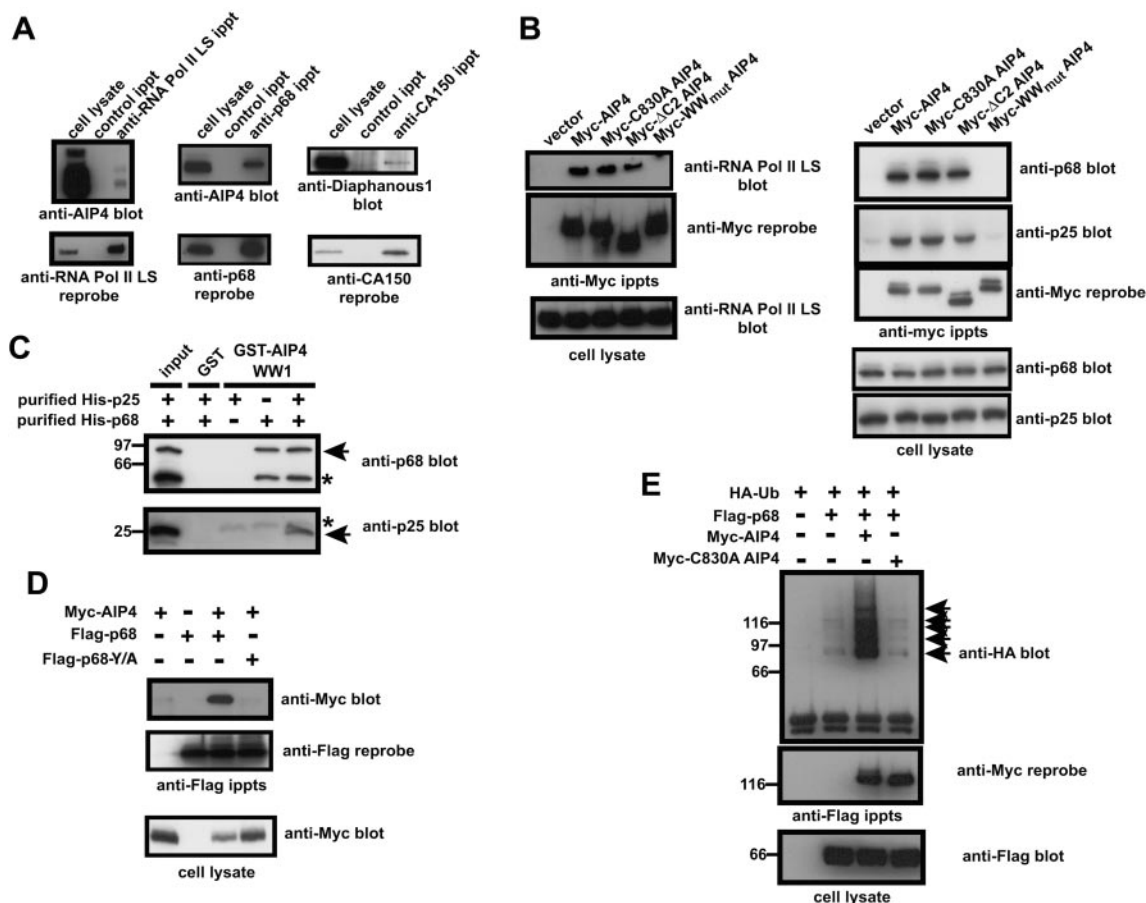 A
cell lysate
control ippt
anti-RNA Pol II LS ippt
cell lysate
control ippt
anti-p68 ippt
cell lysate
control ippt
anti-CA150 ippt
anti-AIP4 blot
anti-AIP4 blot
anti-Diaphanous1
blot
anti-RNA Pol II LS
reprobe
anti-p68
reprobe
anti-CA150
reprobe
B
vector
Myc-AIP4
Myc-C830A AIP4
Myc-ΔC2 AIP4
Myc-WWmut AIP4
anti-RNA Pol II LS
blot
anti-Myc reprobe
anti-Myc ippts
anti-RNA Pol II LS
blot
cell lysate
vector
Myc-AIP4
Myc-C830A AIP4
Myc-ΔC2 AIP4
Myc-WWmut AIP4
anti-p68 blot
anti-p25 blot
anti-Myc reprobe
anti-myc ippts
anti-p68 blot
anti-p25 blot
cell lysate
C
input
GST
GST-AIP4
WW1
purified His-p25 + + + - +
purified His-p68 + + - + +
97
66
anti-p68 blot
*
25
*
anti-p25 blot
D
Myc-AIP4 + - + +
Flag-p68 - + + -
Flag-p68-Y/A - - - +
anti-Myc blot
anti-Flag reprobe
anti-Flag ippts
anti-Myc blot
cell lysate
E
HA-Ub + + + +
Flag-p68 - + + +
Myc-AIP4 - - + -
Myc-C830A AIP4 - - - +
116
97
66
anti-HA blot
116
anti-Myc reprobe
anti-Flag ippts
66
anti-Flag blot
cell lysate